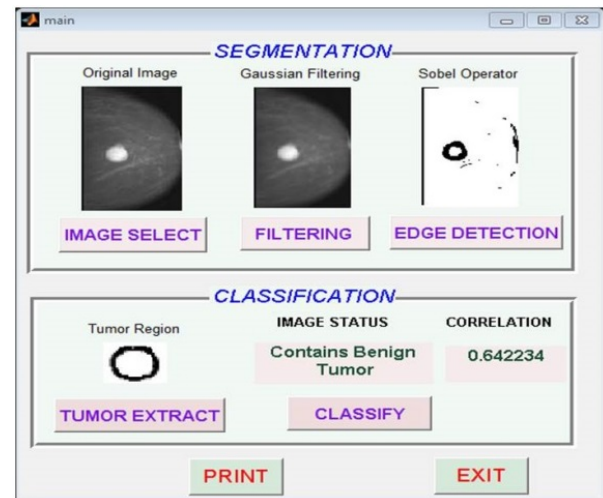 main
SEGMENTATION
Original Image Gaussian Filtering Sobel Operator
IMAGE SELECT FILTERING EDGE DETECTION
CLASSIFICATION
Tumor Region IMAGE STATUS CORRELATION
Contains Benign 0.642234
Tumor
TUMOR EXTRACT CLASSIFY
PRINT EXIT